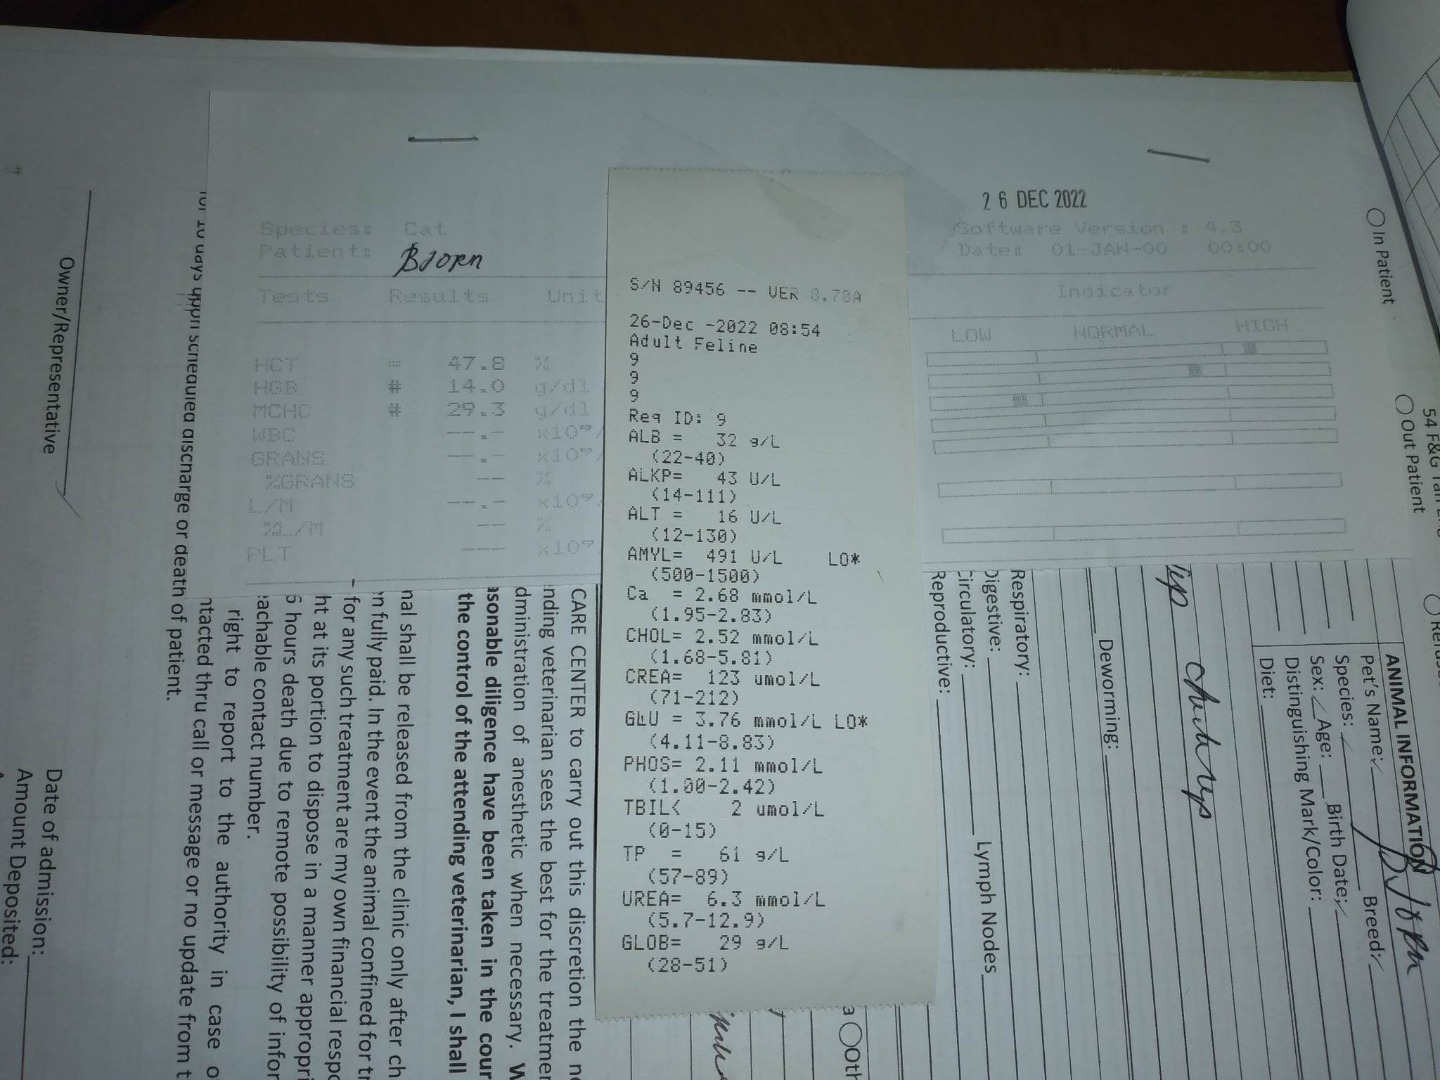 26 DEC 2022
Species: Cat
Patient: BJORN
Software Version : 4.3
Date: 01-JAN-00 00:00
Tests Results Unit
Indicator
LOW NORMAL HIGH
HCT = 47.8 %
HGB # 14.0 g/dl
MCHC # 29.3 g/dl
WBC --.- x10⁹/
GRANS --.- x10⁹/
%GRANS -- %
L/M --.- x10⁹/
%L/M -- %
PLT --- x10⁹
S/N 89456 -- VER 8.70A
26-Dec -2022 08:54
Adult Feline
9
9
9
Req ID: 9
ALB = 32 g/L
(22-40)
ALKP= 43 U/L
(14-111)
ALT = 16 U/L
(12-130)
AMYL= 491 U/L LO*
(500-1500)
Ca = 2.68 mmol/L
(1.95-2.83)
CHOL= 2.52 mmol/L
(1.68-5.81)
CREA= 123 umol/L
(71-212)
GLU = 3.76 mmol/L LO*
(4.11-8.83)
PHOS= 2.11 mmol/L
(1.00-2.42)
TBIL< 2 umol/L
(0-15)
TP = 61 g/L
(57-89)
UREA= 6.3 mmol/L
(5.7-12.9)
GLOB= 29 g/L
(28-51)
In Patient
Out Patient
ANIMAL INFORMATION
Pet's Name: BJORN
Species: Breed:
Sex: Age: Birth Date:
Distinguishing Mark/Color:
Diet:
check ups
Deworming:
Respiratory: Lymph Nodes
Digestive:
Circulatory:
Reproductive:
CARE CENTER to carry out this discretion the
nding veterinarian sees the best for the
dministration of anesthetic when necessary.
asonable diligence have been taken in the
the control of the attending veterinarian, I shall
nal shall be released from the clinic only after
n fully paid. In the event the animal confined for
for any such treatment are my own financial
ht at its portion to dispose in a manner
6 hours death due to remote possibility of
achable contact number.
right to report to the authority in case
ntacted thru call or message or no update from
for 10 days upon scheduled discharge or death of patient.
Owner/Representative
Date of admission:
Amount Deposited: